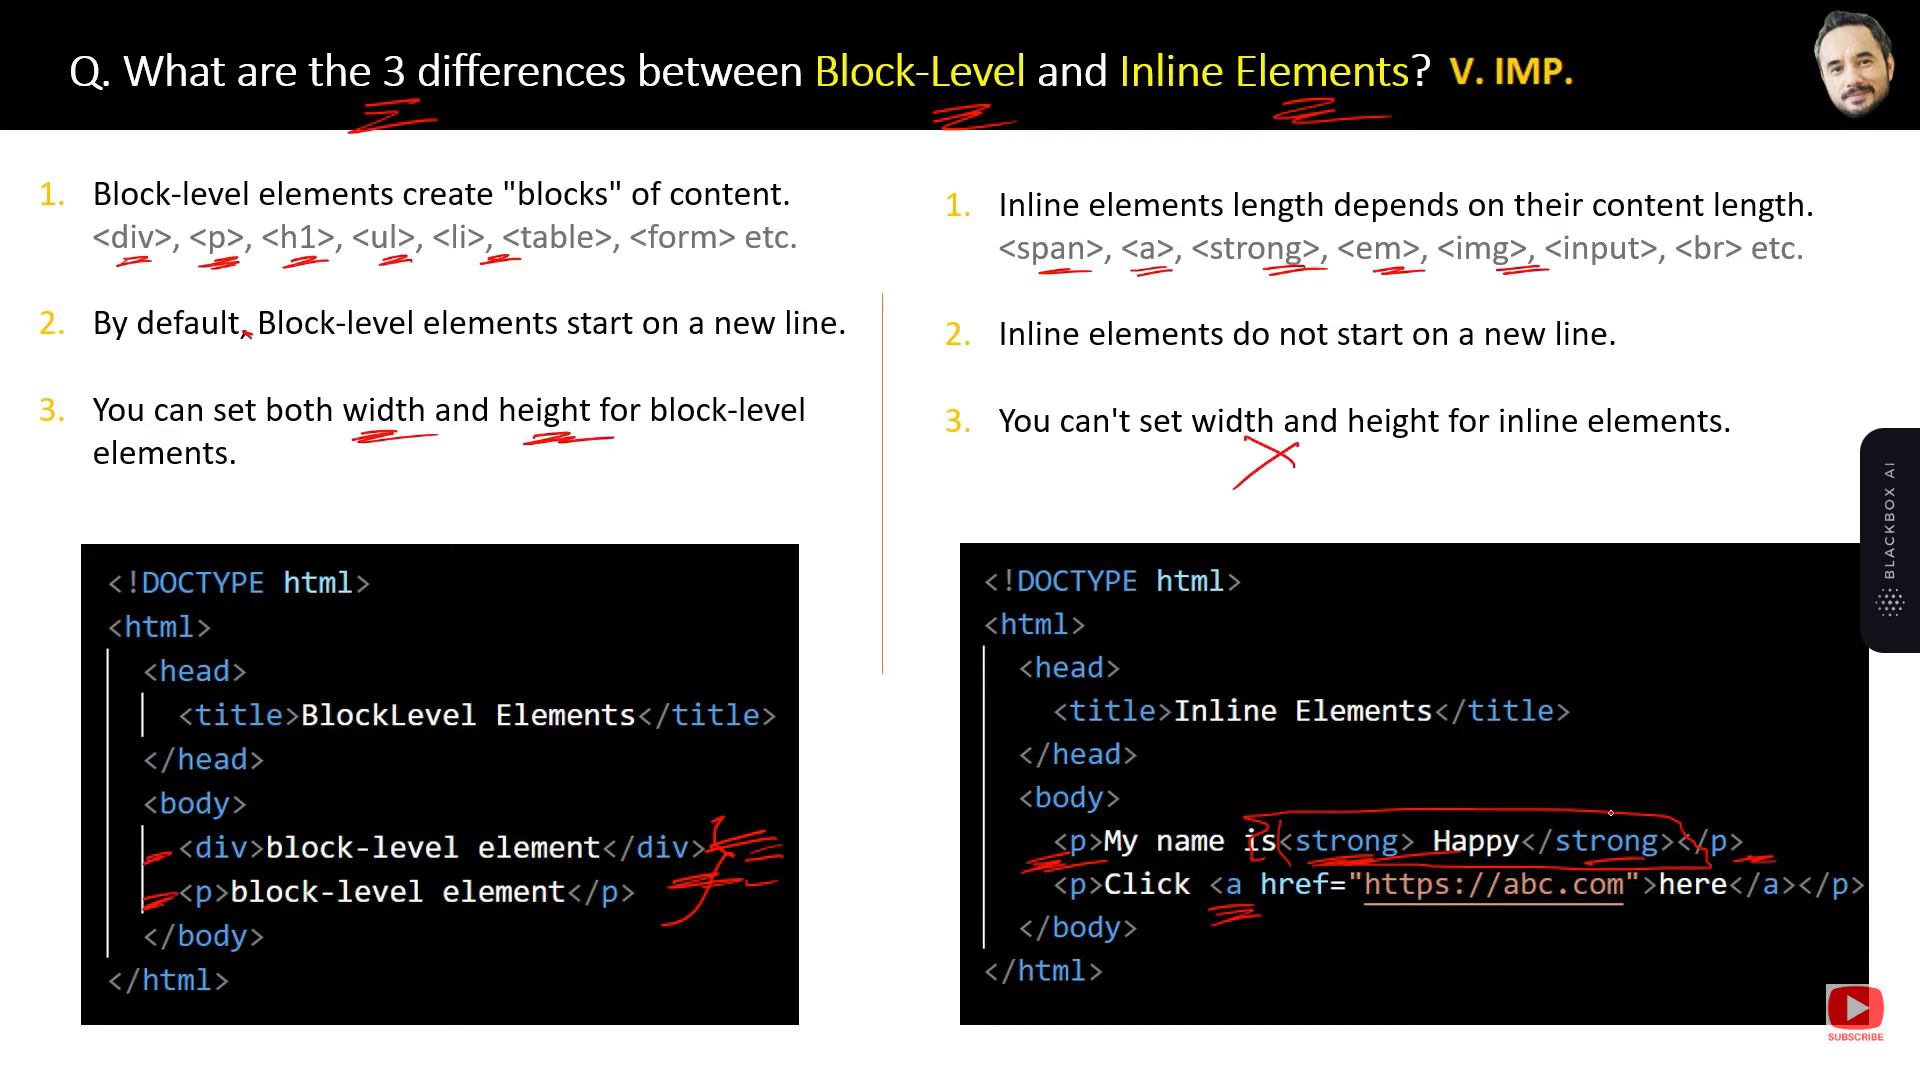 Q. What are the 3 differences between Block-Level and Inline Elements? V. IMP.
1. Block-level elements create "blocks" of content.
<div>, <p>, <h1>, <ul>, <li>, <table>, <form> etc.
2. By default, Block-level elements start on a new line.
3. You can set both width and height for block-level
elements.
<!DOCTYPE html>
<html>
<head>
<title>BlockLevel Elements</title>
</head>
<body>
<div>block-level element</div>
<p>block-level element</p>
</body>
</html>
1. Inline elements length depends on their content length.
<span>, <a>, <strong>, <em>, <img>, <input>, <br> etc.
2. Inline elements do not start on a new line.
3. You can't set width and height for inline elements.
<!DOCTYPE html>
<html>
<head>
<title>Inline Elements</title>
</head>
<body>
<p>My name is<strong> Happy</strong></p>
<p>Click <a href="https://abc.com">here</a></p>
</body>
</html>
BLACKBOX AI
SUBSCRIBE